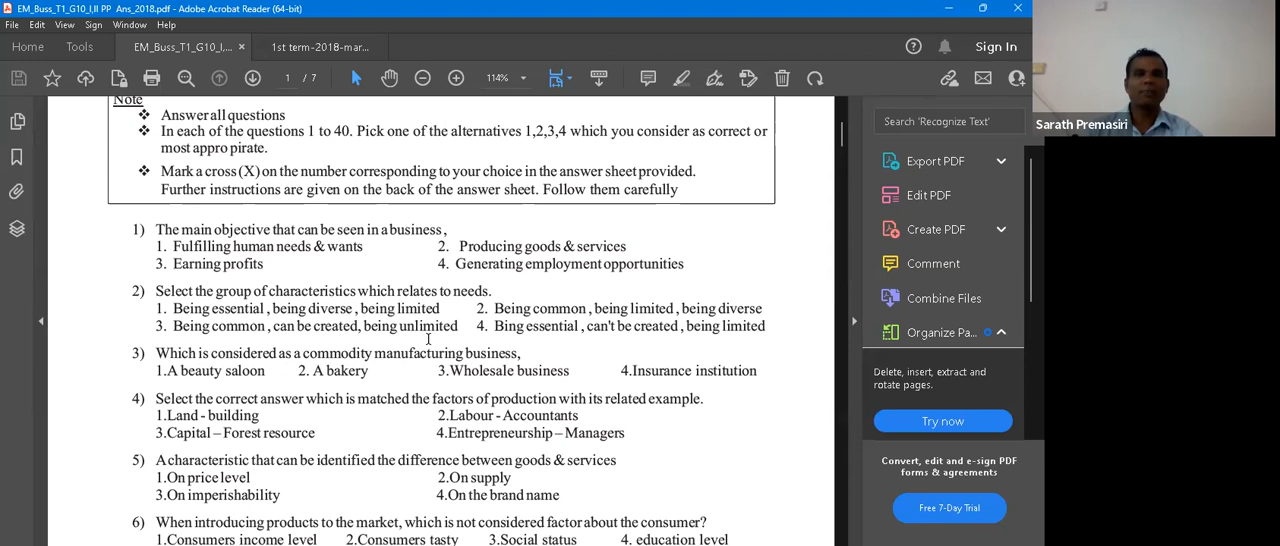 EM_Buss_T1_G10_I,II PP Ans_2018.pdf - Adobe Acrobat Reader (64-bit)
File Edit View Sign Window Help
Home Tools EM_Buss_T1_G10_I,... × 1st term-2018-mar... Sign In
1 / 7 114%
Note
❖ Answer all questions
❖ In each of the questions 1 to 40. Pick one of the alternatives 1,2,3,4 which you consider as correct or
most appro pirate.
❖ Mark a cross (X) on the number corresponding to your choice in the answer sheet provided.
Further instructions are given on the back of the answer sheet. Follow them carefully
1) The main objective that can be seen in a business,
1. Fulfilling human needs & wants 2. Producing goods & services
3. Earning profits 4. Generating employment opportunities
2) Select the group of characteristics which relates to needs.
1. Being essential , being diverse , being limited 2. Being common , being limited , being diverse
3. Being common , can be created, being unlimited 4. Bing essential , can't be created , being limited
3) Which is considered as a commodity manufacturing business,
1.A beauty saloon 2. A bakery 3.Wholesale business 4.Insurance institution
4) Select the correct answer which is matched the factors of production with its related example.
1.Land - building 2.Labour - Accountants
3.Capital – Forest resource 4.Entrepreneurship – Managers
5) A characteristic that can be identified the difference between goods & services
1.On price level 2.On supply
3.On imperishability 4.On the brand name
6) When introducing products to the market, which is not considered factor about the consumer?
1.Consumers income level 2.Consumers tasty 3.Social status 4. education level
Search 'Recognize Text'
Export PDF
Edit PDF
Create PDF
Comment
Combine Files
Organize Pa...
Delete, insert, extract and
rotate pages.
Try now
Convert, edit and e-sign PDF
forms & agreements
Free 7-Day Trial
Sarath Premasiri